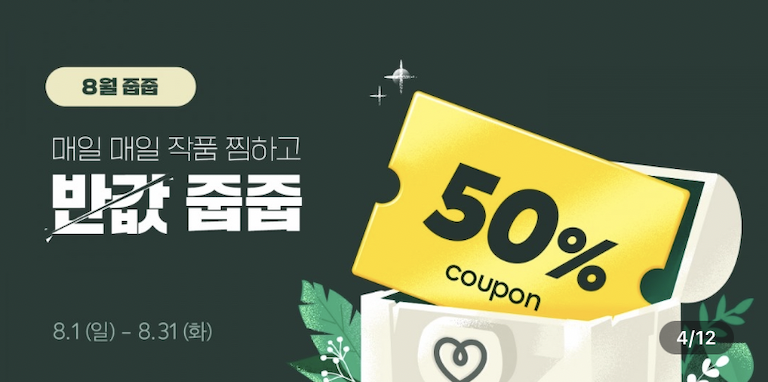 8월 줍줍
매일 매일 작품 찜하고
반값 줍줍
50%
coupon
8.1 (일) - 8.31 (화)
4/12